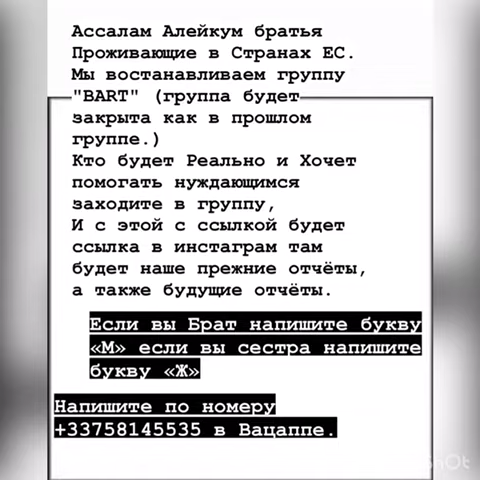 Ассалам Алейкум братья
Проживающие в Странах ЕС.
Мы востанавливаем группу
"BART" (группа будет
закрыта как в прошлом
группе.)
Кто будет Реально и Хочет
помогать нуждающимся
заходите в группу,
И с этой с ссылкой будет
ссылка в инстаграм там
будет наше прежние отчёты,
а также будущие отчёты.
Если вы Брат напишите букву
«М» если вы сестра напишите
букву «Ж»
Напишите по номеру
+33758145535 в Вацаппе.